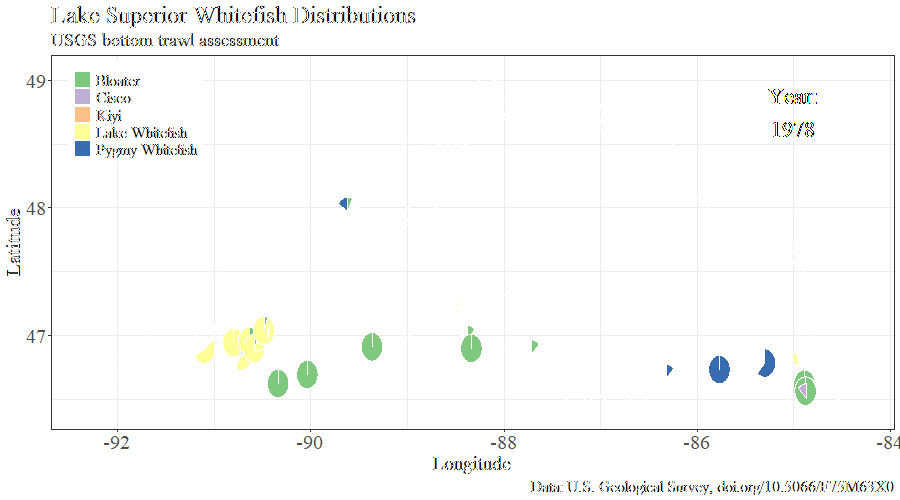 Lake Superior Whitefish Distributions
USGS bottom trawl assessment
Bloater
Cisco
Kiyi
Lake Whitefish
Pygmy Whitefish
Year:
1978
49
48
47
Latitude
-92
-90
-88
-86
-84
Longitude
Data: U.S. Geological Survey, doi.org/10.5066/F75M63X0